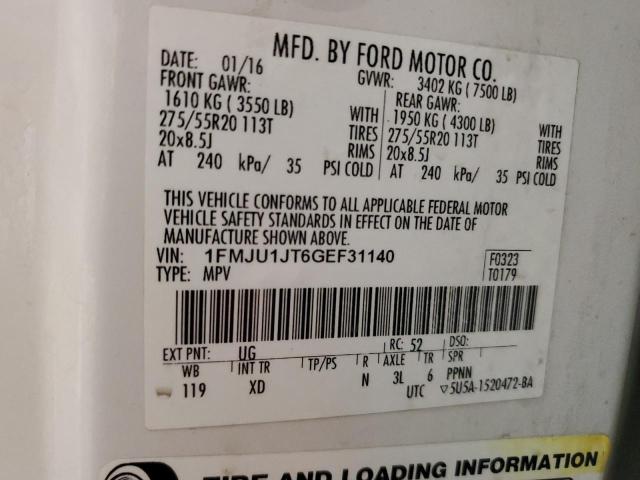 MFD. BY FORD MOTOR CO.
DATE: 01/16 GVWR: 3402 KG ( 7500 LB)
FRONT GAWR: REAR GAWR:
1610 KG ( 3550 LB) WITH 1950 KG ( 4300 LB) WITH
275/55R20 113T TIRES 275/55R20 113T TIRES
20x8.5J RIMS 20x8.5J RIMS
AT 240 kPa/ 35 PSI COLD AT 240 kPa/ 35 PSI COLD
THIS VEHICLE CONFORMS TO ALL APPLICABLE FEDERAL MOTOR
VEHICLE SAFETY STANDARDS IN EFFECT ON THE DATE OF
MANUFACTURE SHOWN ABOVE.
VIN: 1FMJU1JT6GEF31140 F0323
TYPE: MPV T0179
EXT PNT: UG RC: 52 DSO:
WB INT TR TP/PS R AXLE TR SPR
119 XD N 3L 6 PPNN
UTC ▽5U5A-1520472-BA
TIRE AND LOADING INFORMATION